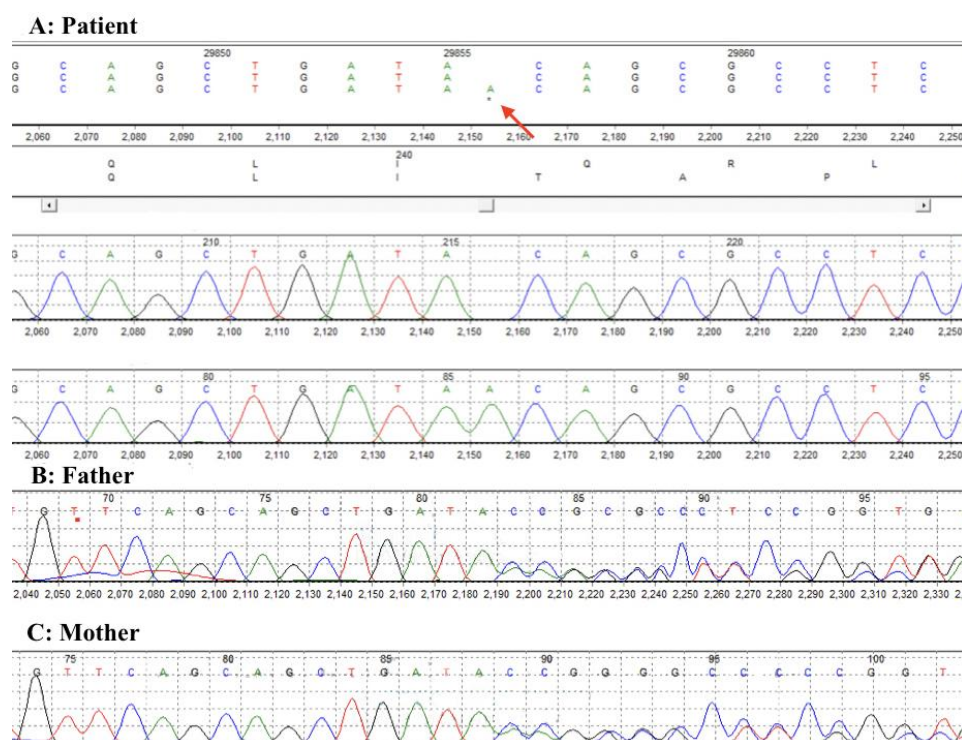 A: Patient
29850 29855 29860
G C A G C T G A T A C A G C G C C T C
G C A G C T G A T A C A G C G C C T C
G C A G C T G A T A A C A G C G C C T C
*
2,060 2,070 2,080 2,090 2,100 2,110 2,120 2,130 2,140 2,150 2,160 2,170 2,180 2,190 2,200 2,210 2,220 2,230 2,240 2,250
240
Q L I Q R L
Q L I T A P
210 215 220
G C A G C T G A T A C A G C G C C T C
2,060 2,070 2,080 2,090 2,100 2,110 2,120 2,130 2,140 2,150 2,160 2,170 2,180 2,190 2,200 2,210 2,220 2,230 2,240 2,250
80 85 90 95
G C A G C T G A T A A C A G C G C C T C
2,060 2,070 2,080 2,090 2,100 2,110 2,120 2,130 2,140 2,150 2,160 2,170 2,180 2,190 2,200 2,210 2,220 2,230 2,240 2,250
B: Father
70 75 80 85 90 95
G T T C A G C A G C T G A T A C C G C G C C C T C C G G T G
2,040 2,050 2,060 2,070 2,080 2,090 2,100 2,110 2,120 2,130 2,140 2,150 2,160 2,170 2,180 2,190 2,200 2,210 2,220 2,230 2,240 2,250 2,260 2,270 2,280 2,290 2,300 2,310 2,320 2,330
C: Mother
75 80 85 90 95 100
G T T C A G C A G C T G A T A C C G G G G C C C C C G G T